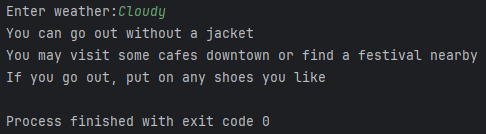 Enter weather:Cloudy
You can go out without a jacket
You may visit some cafes downtown or find a festival nearby
If you go out, put on any shoes you like
Process finished with exit code 0